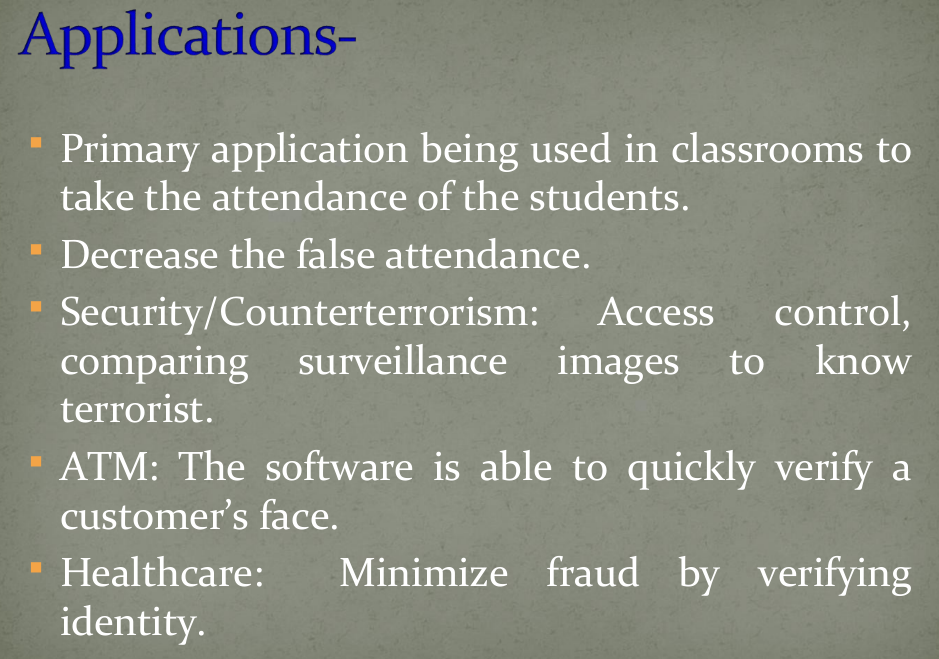 Applications-
Primary application being used in classrooms to
take the attendance of the students.
Decrease the false attendance.
Security/Counterterrorism: Access control,
comparing surveillance images to know
terrorist.
ATM: The software is able to quickly verify a
customer’s face.
Healthcare: Minimize fraud by verifying
identity.